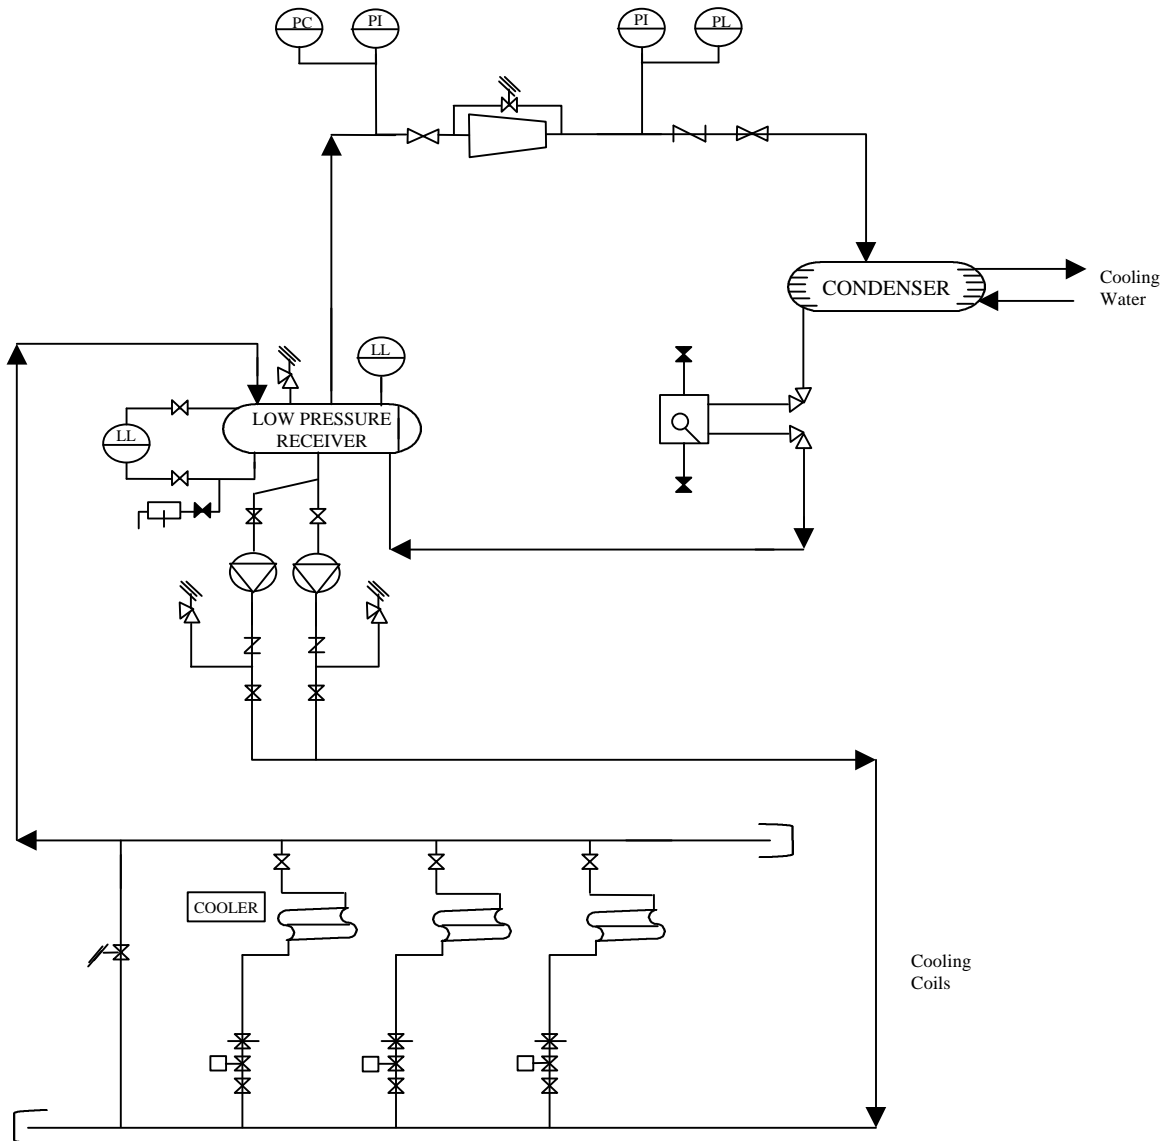 PC
PI
PI
PL
CONDENSER
Cooling
Water
LL
LOW PRESSURE
RECEIVER
LL
COOLER
Cooling
Coils